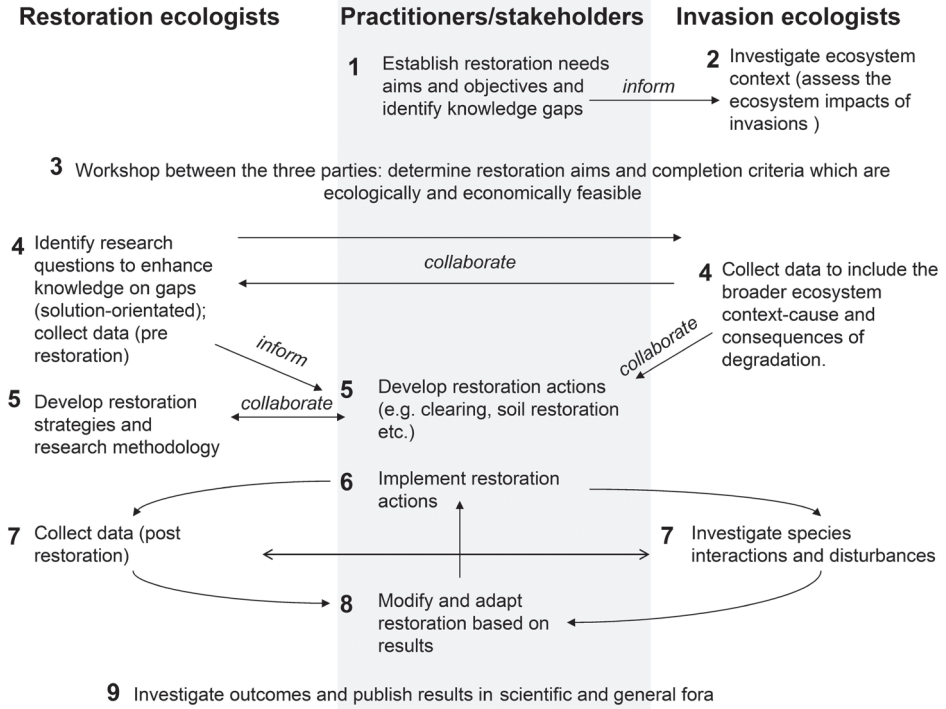 Restoration ecologists
Practitioners/stakeholders
Invasion ecologists
1 Establish restoration needs
aims and objectives and
identify knowledge gaps
inform
2 Investigate ecosystem
context (assess the
ecosystem impacts of
invasions )
3 Workshop between the three parties: determine restoration aims and completion criteria which are
ecologically and economically feasible
4 Identify research
questions to enhance
knowledge on gaps
(solution-orientated);
collect data (pre
restoration)
collaborate
4 Collect data to include the
broader ecosystem
context-cause and
consequences of
degradation.
inform
collaborate
5 Develop restoration
strategies and
research methodology
collaborate
5 Develop restoration actions
(e.g. clearing, soil restoration
etc.)
6 Implement restoration
actions
7 Collect data (post
restoration)
7 Investigate species
interactions and disturbances
8 Modify and adapt
restoration based on
results
9 Investigate outcomes and publish results in scientific and general fora